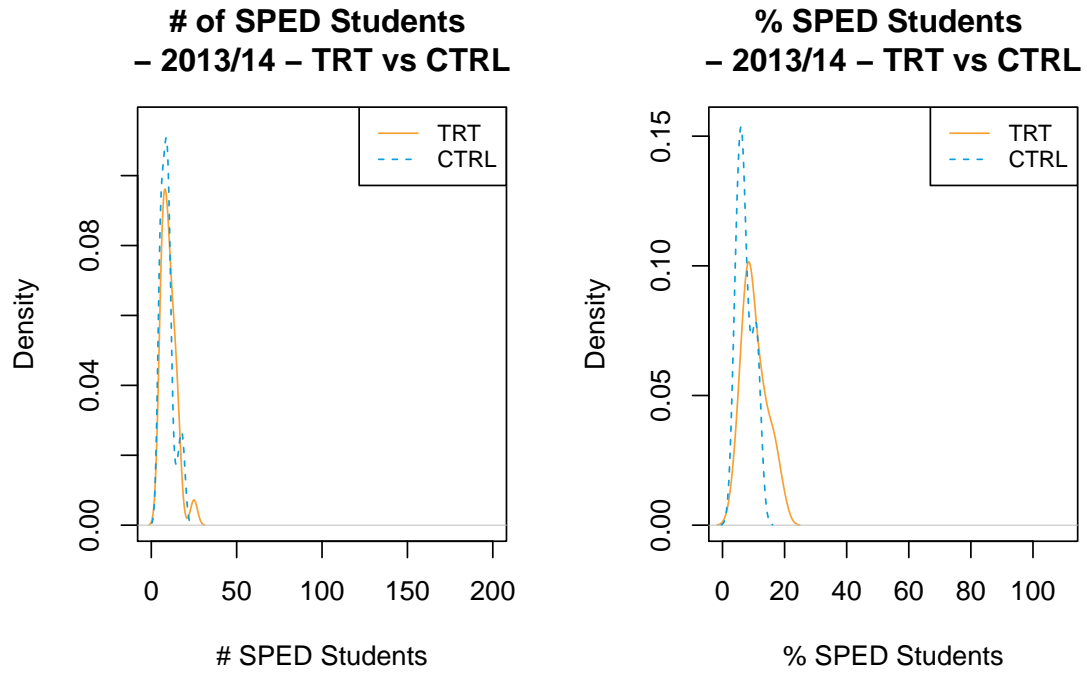 # of SPED Students
– 2013/14 – TRT vs CTRL
TRT
CTRL
Density
0.00
0.04
0.08
0
50
100
150
200
# SPED Students
% SPED Students
– 2013/14 – TRT vs CTRL
TRT
CTRL
Density
0.00
0.05
0.10
0.15
0
20
40
60
80
100
% SPED Students